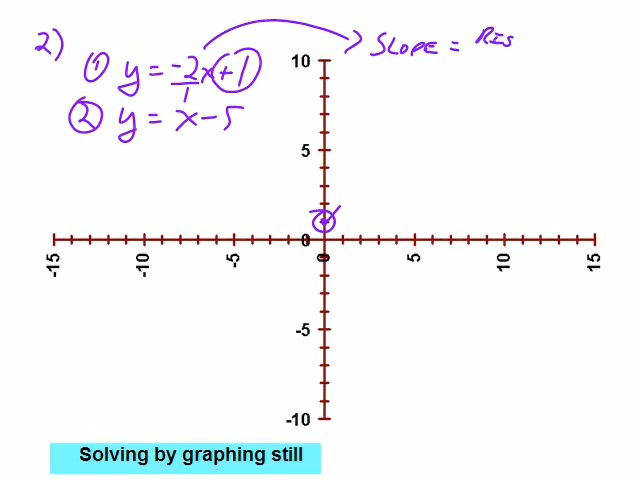 2)
① y = -2/1 x + 1
SLOPE = RIS
② y = x - 5
10
5
0
-15 -10 -5 0 5 10 15
-5
-10
Solving by graphing still